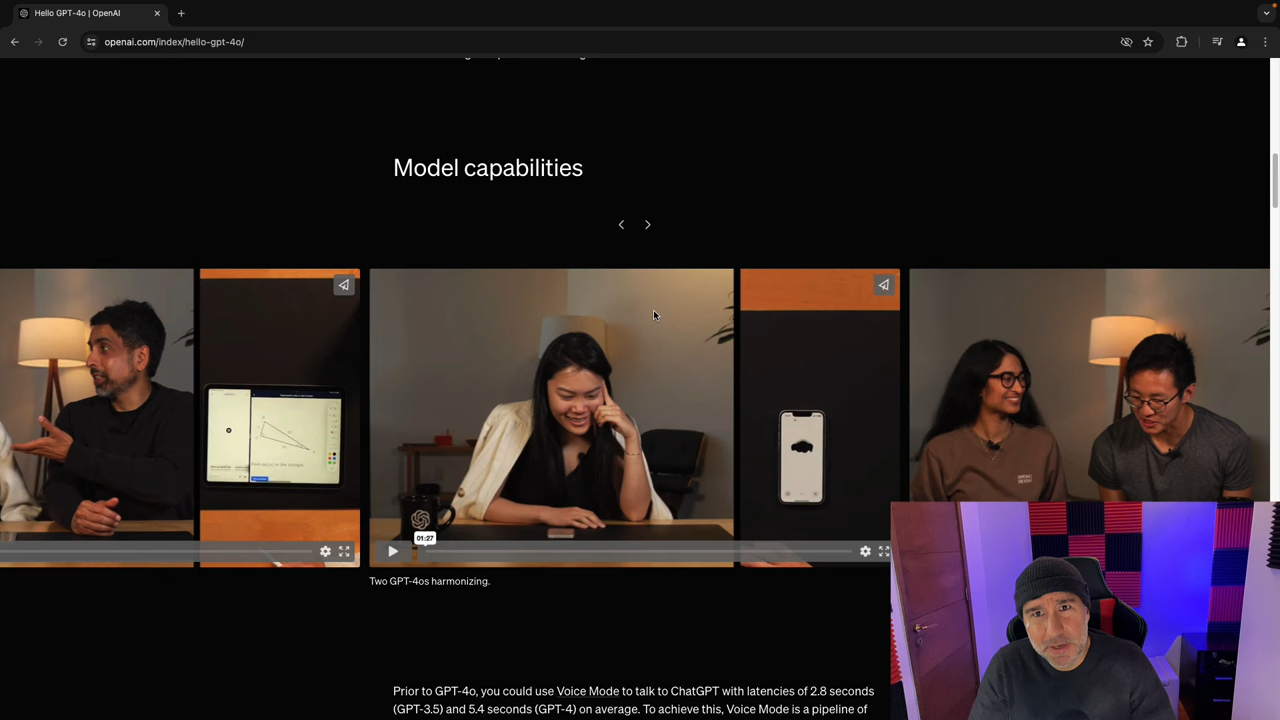 Hello GPT-4o | OpenAI
openai.com/index/hello-gpt-4o/
Model capabilities
01:27
Two GPT-4os harmonizing.
Prior to GPT-4o, you could use Voice Mode to talk to ChatGPT with latencies of 2.8 seconds
(GPT-3.5) and 5.4 seconds (GPT-4) on average. To achieve this, Voice Mode is a pipeline of